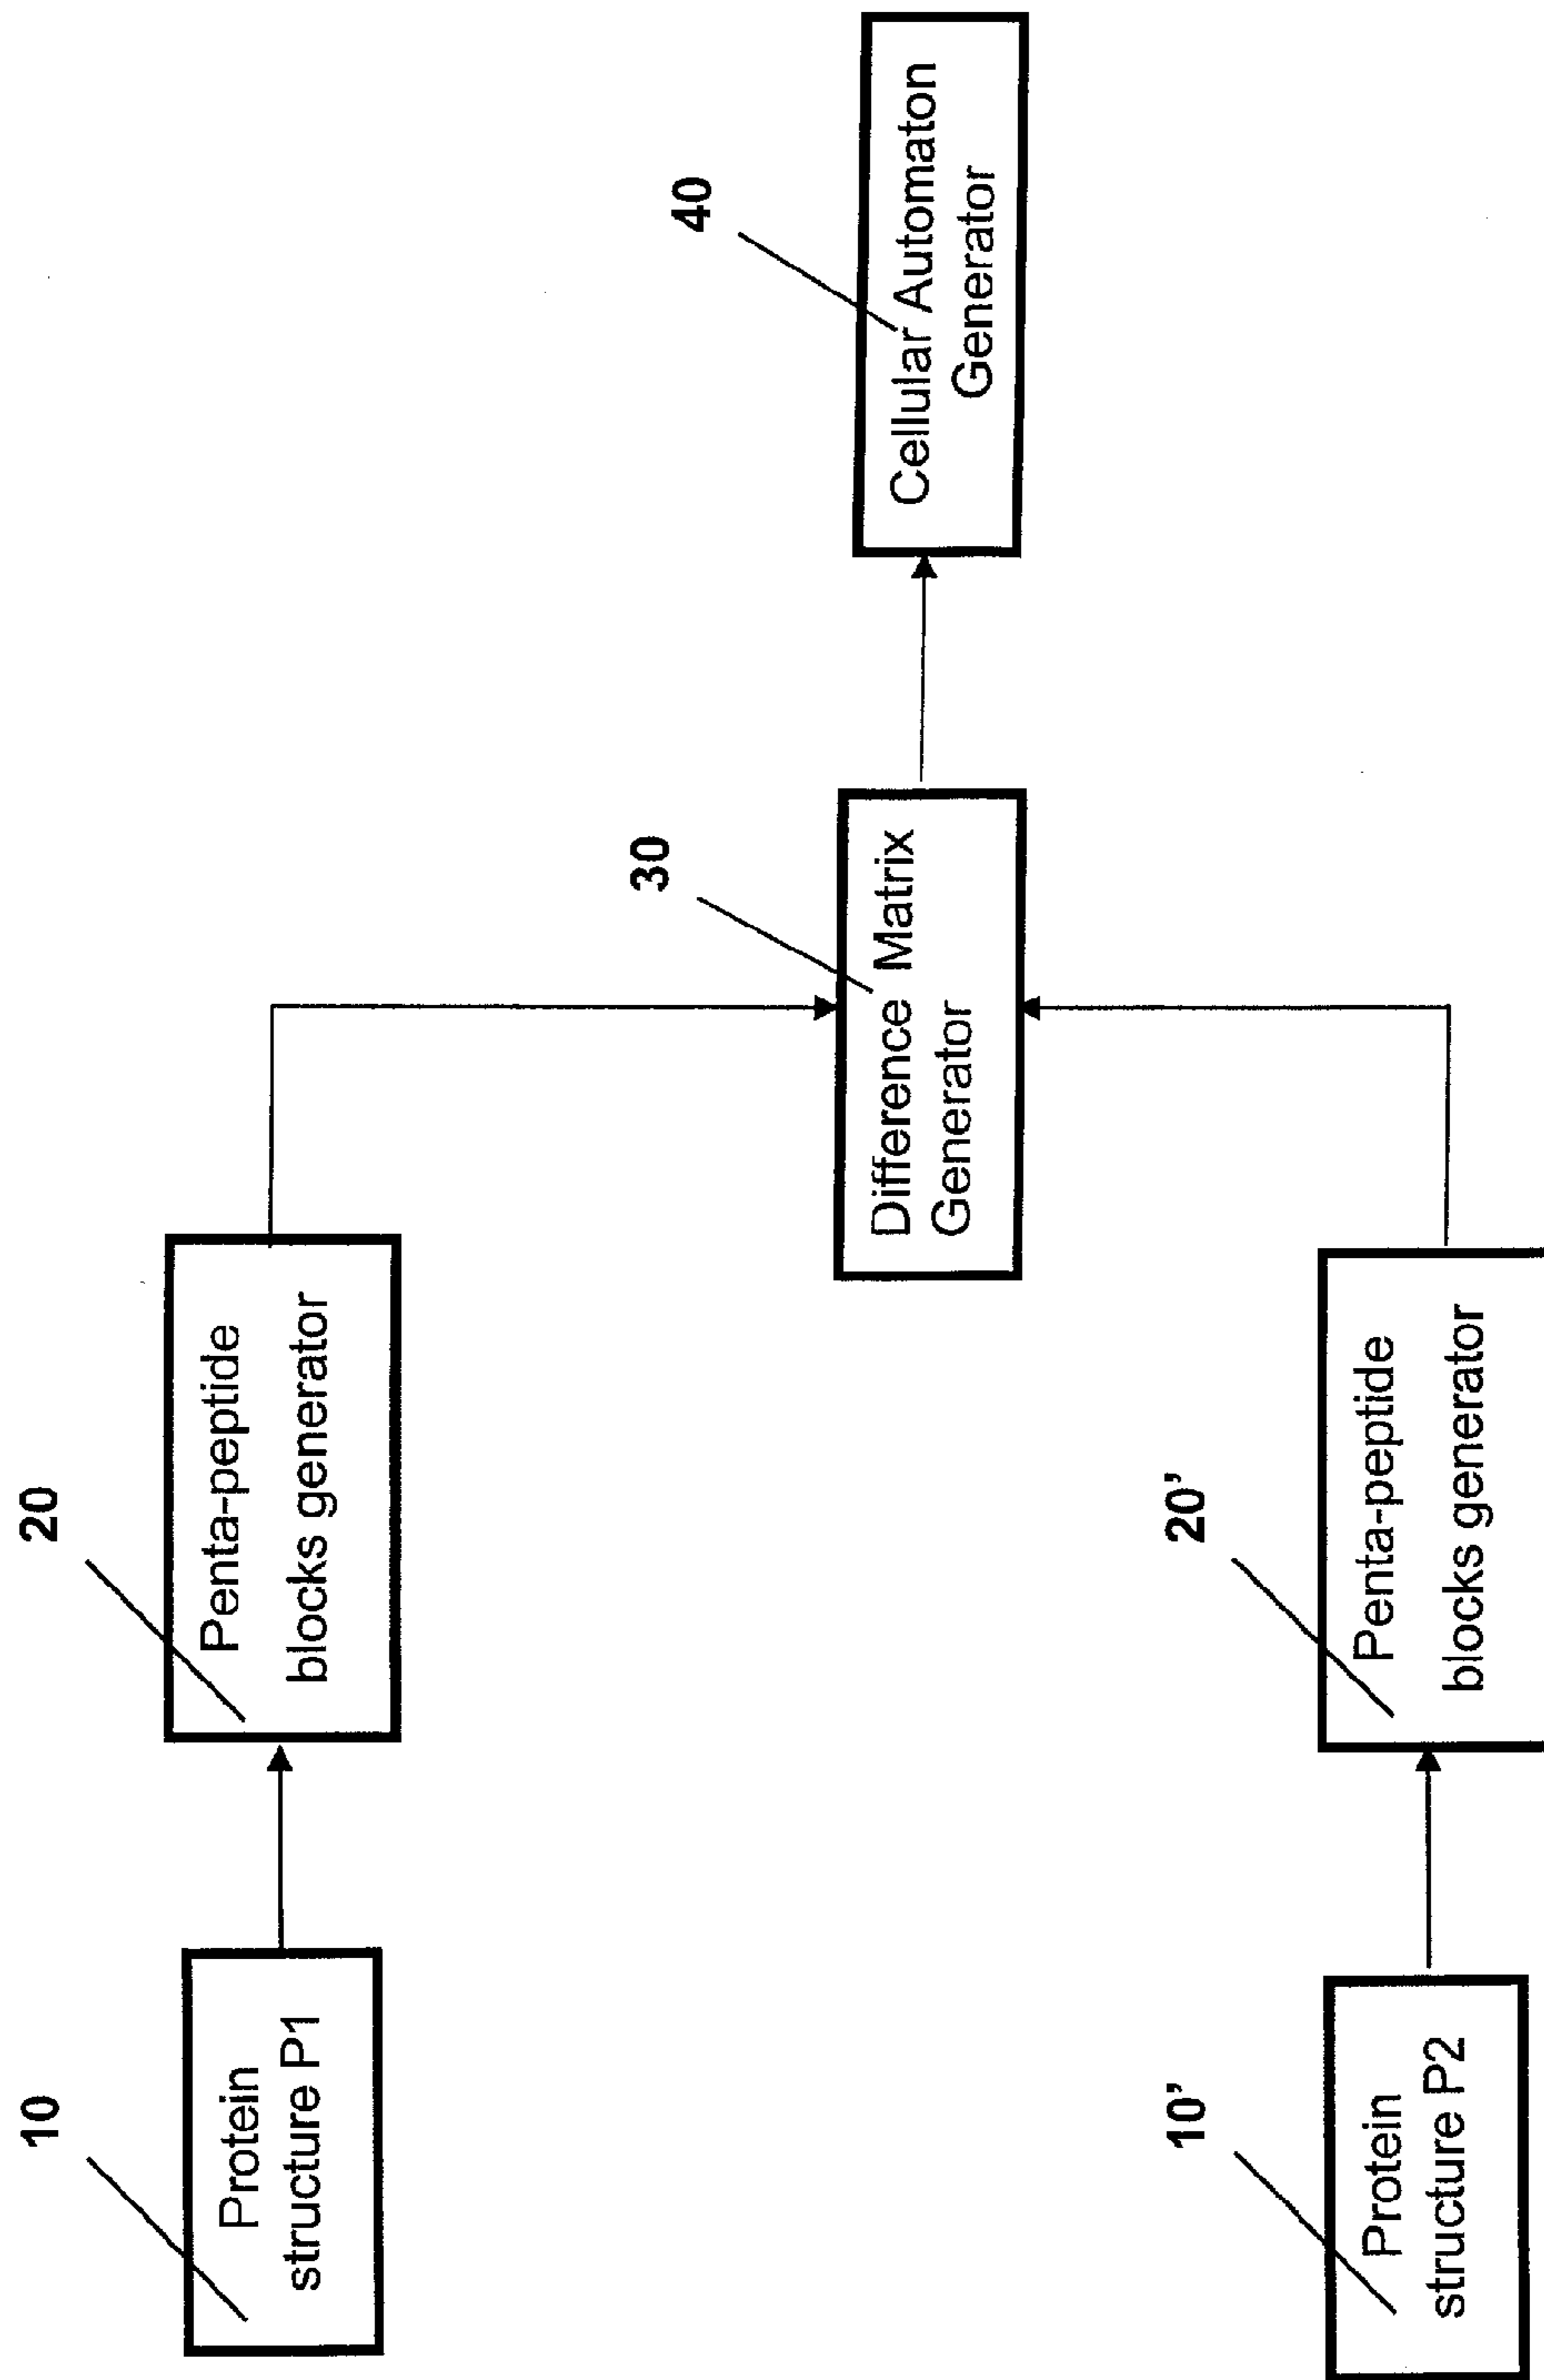 10
Protein
structure P1
20
Penta-peptide
blocks generator
30
Difference Matrix
Generator
40
Cellular Automaton
Generator
10’
Protein
structure P2
20’
Penta-peptide
blocks generator